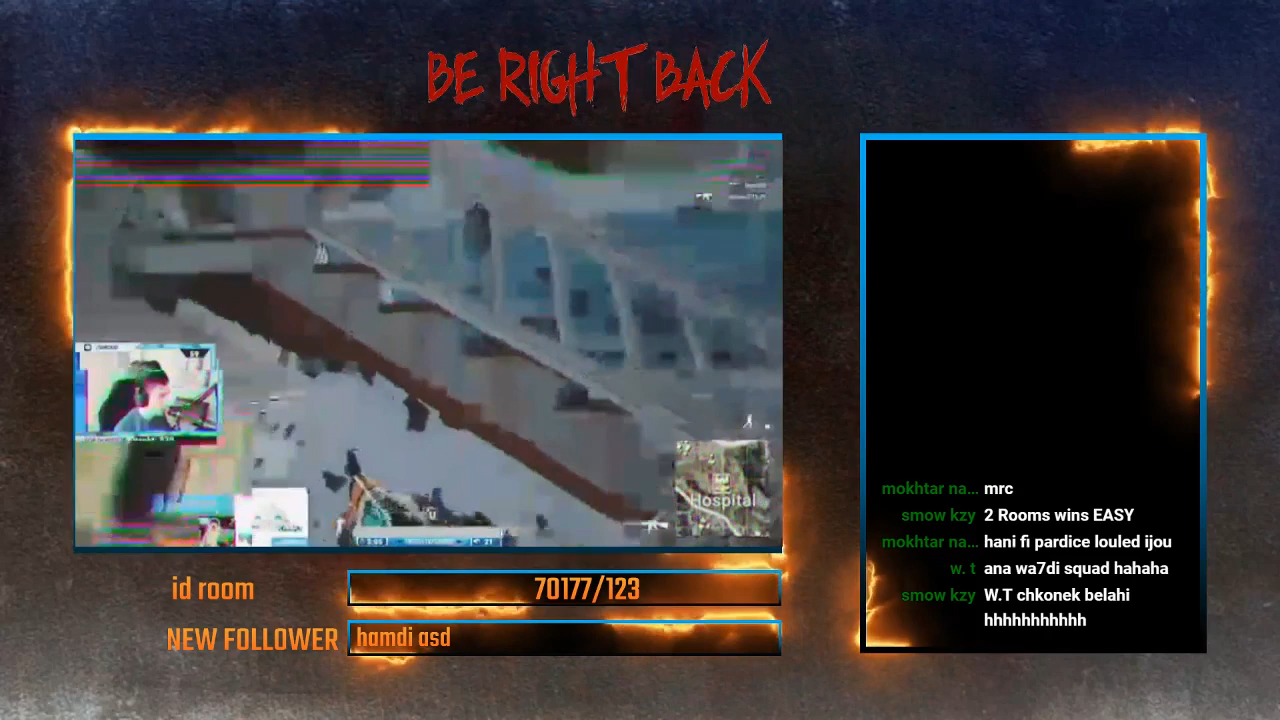 BE RIGHT BACK
Hospital
id room 70177/123
NEW FOLLOWER hamdi asd
mokhtar na... mrc
smow kzy 2 Rooms wins EASY
mokhtar na... hani fi pardice louled ijou
w. t ana wa7di squad hahaha
smow kzy W.T chkonek belahi
hhhhhhhhhhh